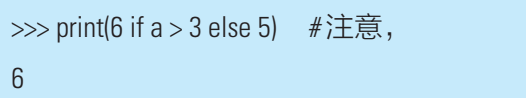 >>> print(6 if a > 3 else 5)    #注意，
6